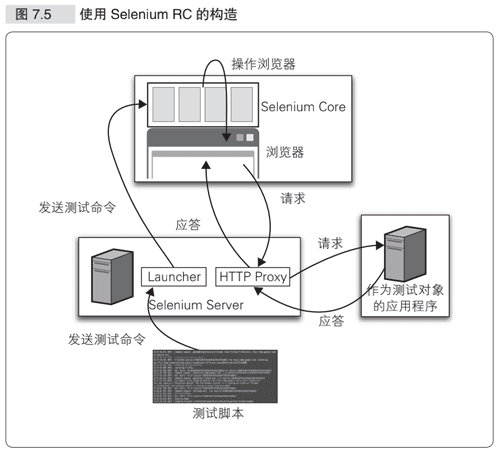 图 7.5 使用 Selenium RC 的构造
操作浏览器
Selenium Core
浏览器
发送测试命令
应答
请求
请求
Launcher
HTTP Proxy
Selenium Server
作为测试对象
的应用程序
应答
发送测试命令
测试脚本